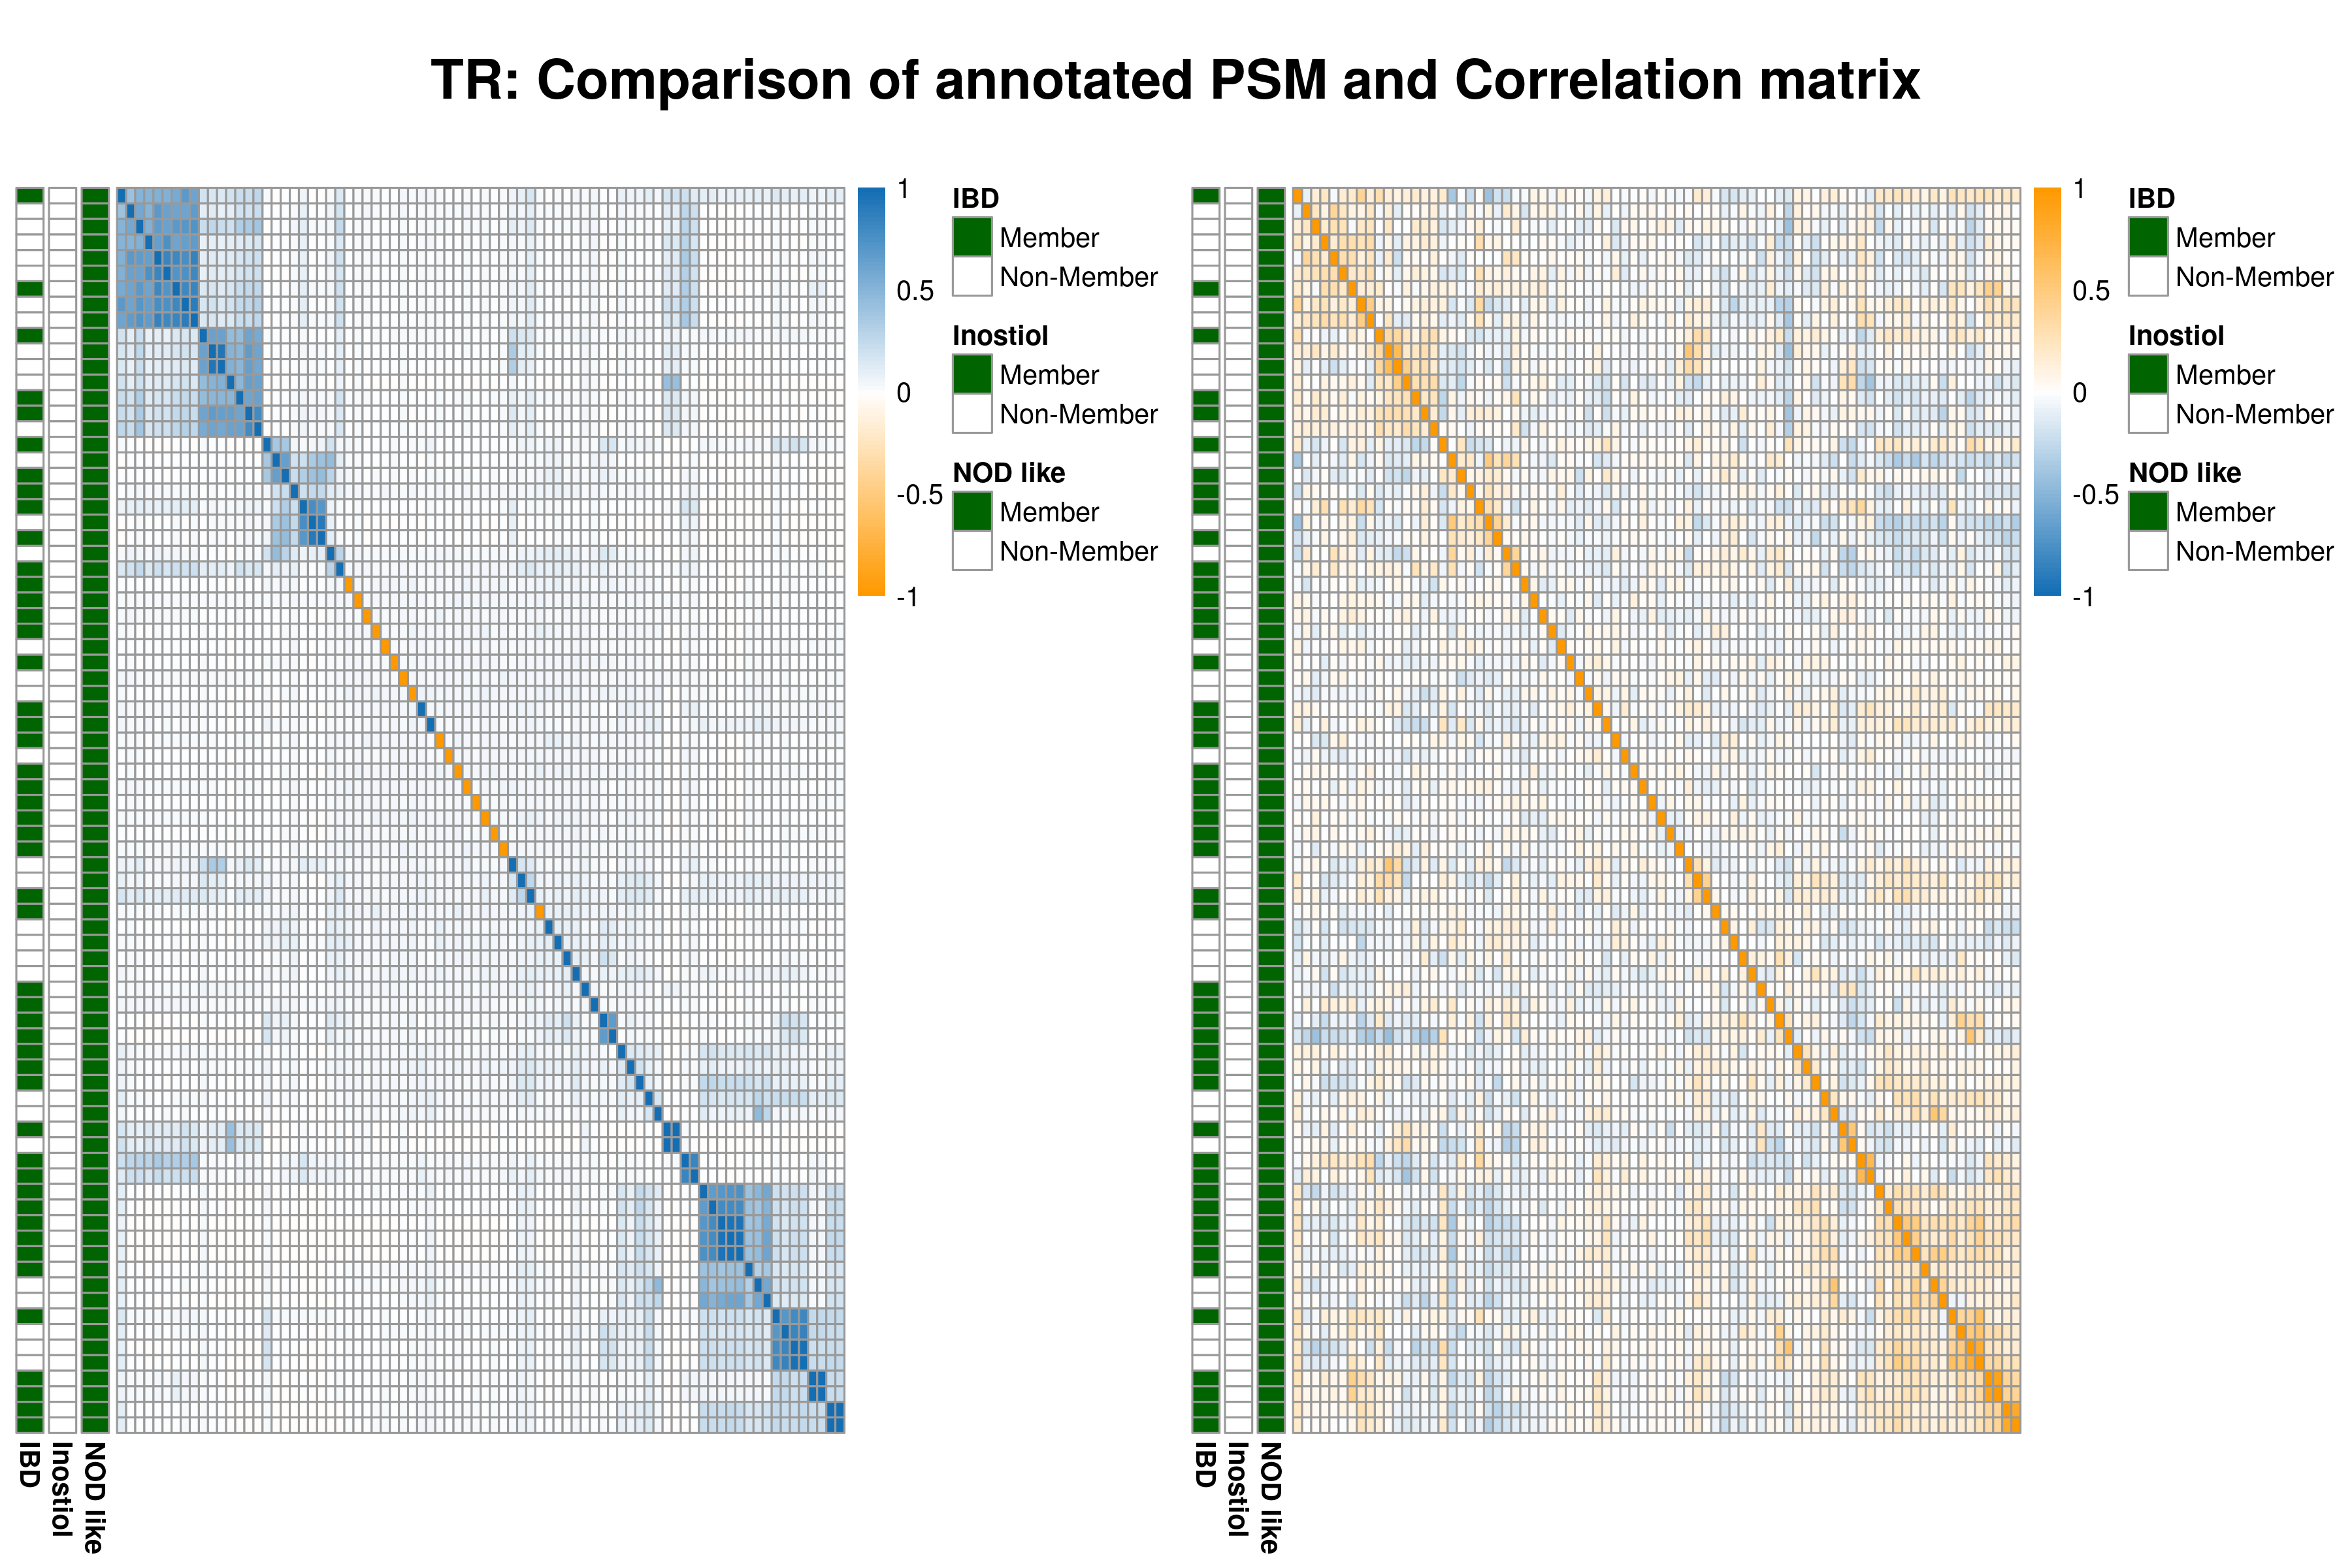 TR: Comparison of annotated PSM and Correlation matrix
1
0.5
0
-0.5
-1
IBD
Member
Non-Member
Inostiol
Member
Non-Member
NOD like
Member
Non-Member
IBD
Inostiol
NOD like
1
0.5
0
-0.5
-1
IBD
Member
Non-Member
Inostiol
Member
Non-Member
NOD like
Member
Non-Member
IBD
Inostiol
NOD like